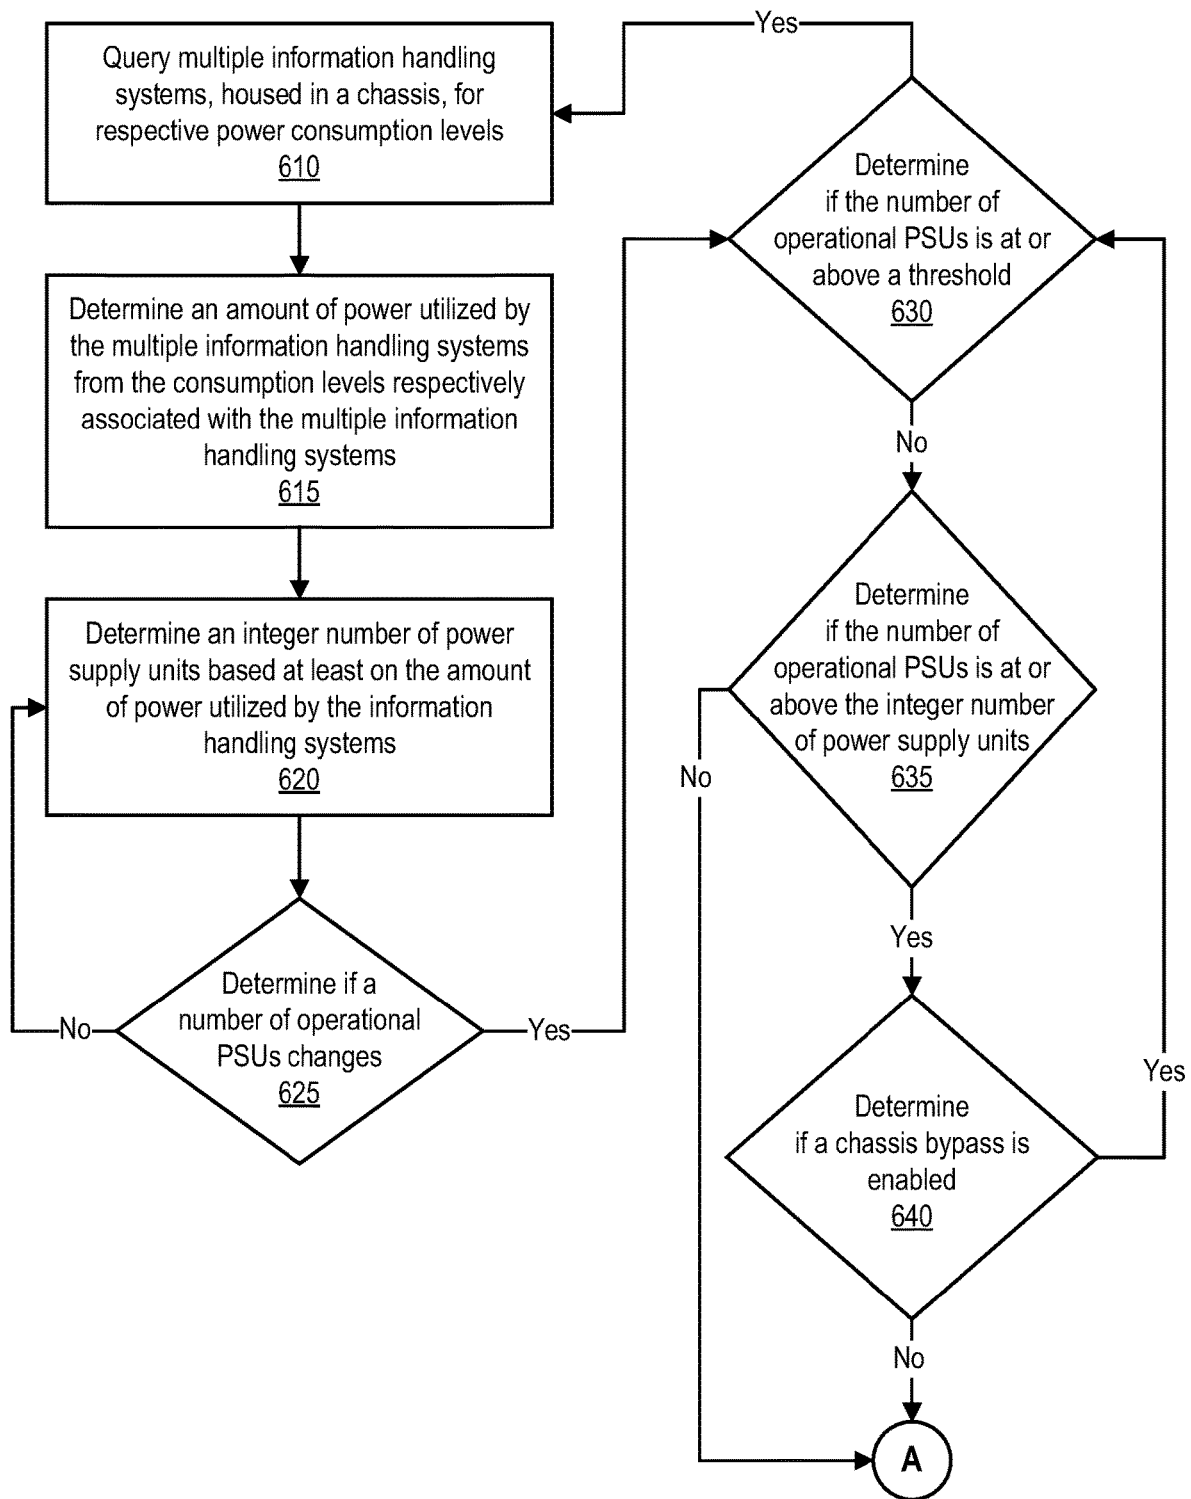 Query multiple information handling
systems, housed in a chassis, for
respective power consumption levels
610
Determine an amount of power utilized by
the multiple information handling systems
from the consumption levels respectively
associated with the multiple information
handling systems
615
Determine an integer number of power
supply units based at least on the amount
of power utilized by the information
handling systems
620
Determine if a
number of operational
PSUs changes
625
No
Yes
Yes
Determine
if the number of
operational PSUs is at or
above a threshold
630
No
Determine
if the number of
operational PSUs is at or
above the integer number
of power supply units
635
No
Yes
Determine
if a chassis bypass is
enabled
640
Yes
No
A